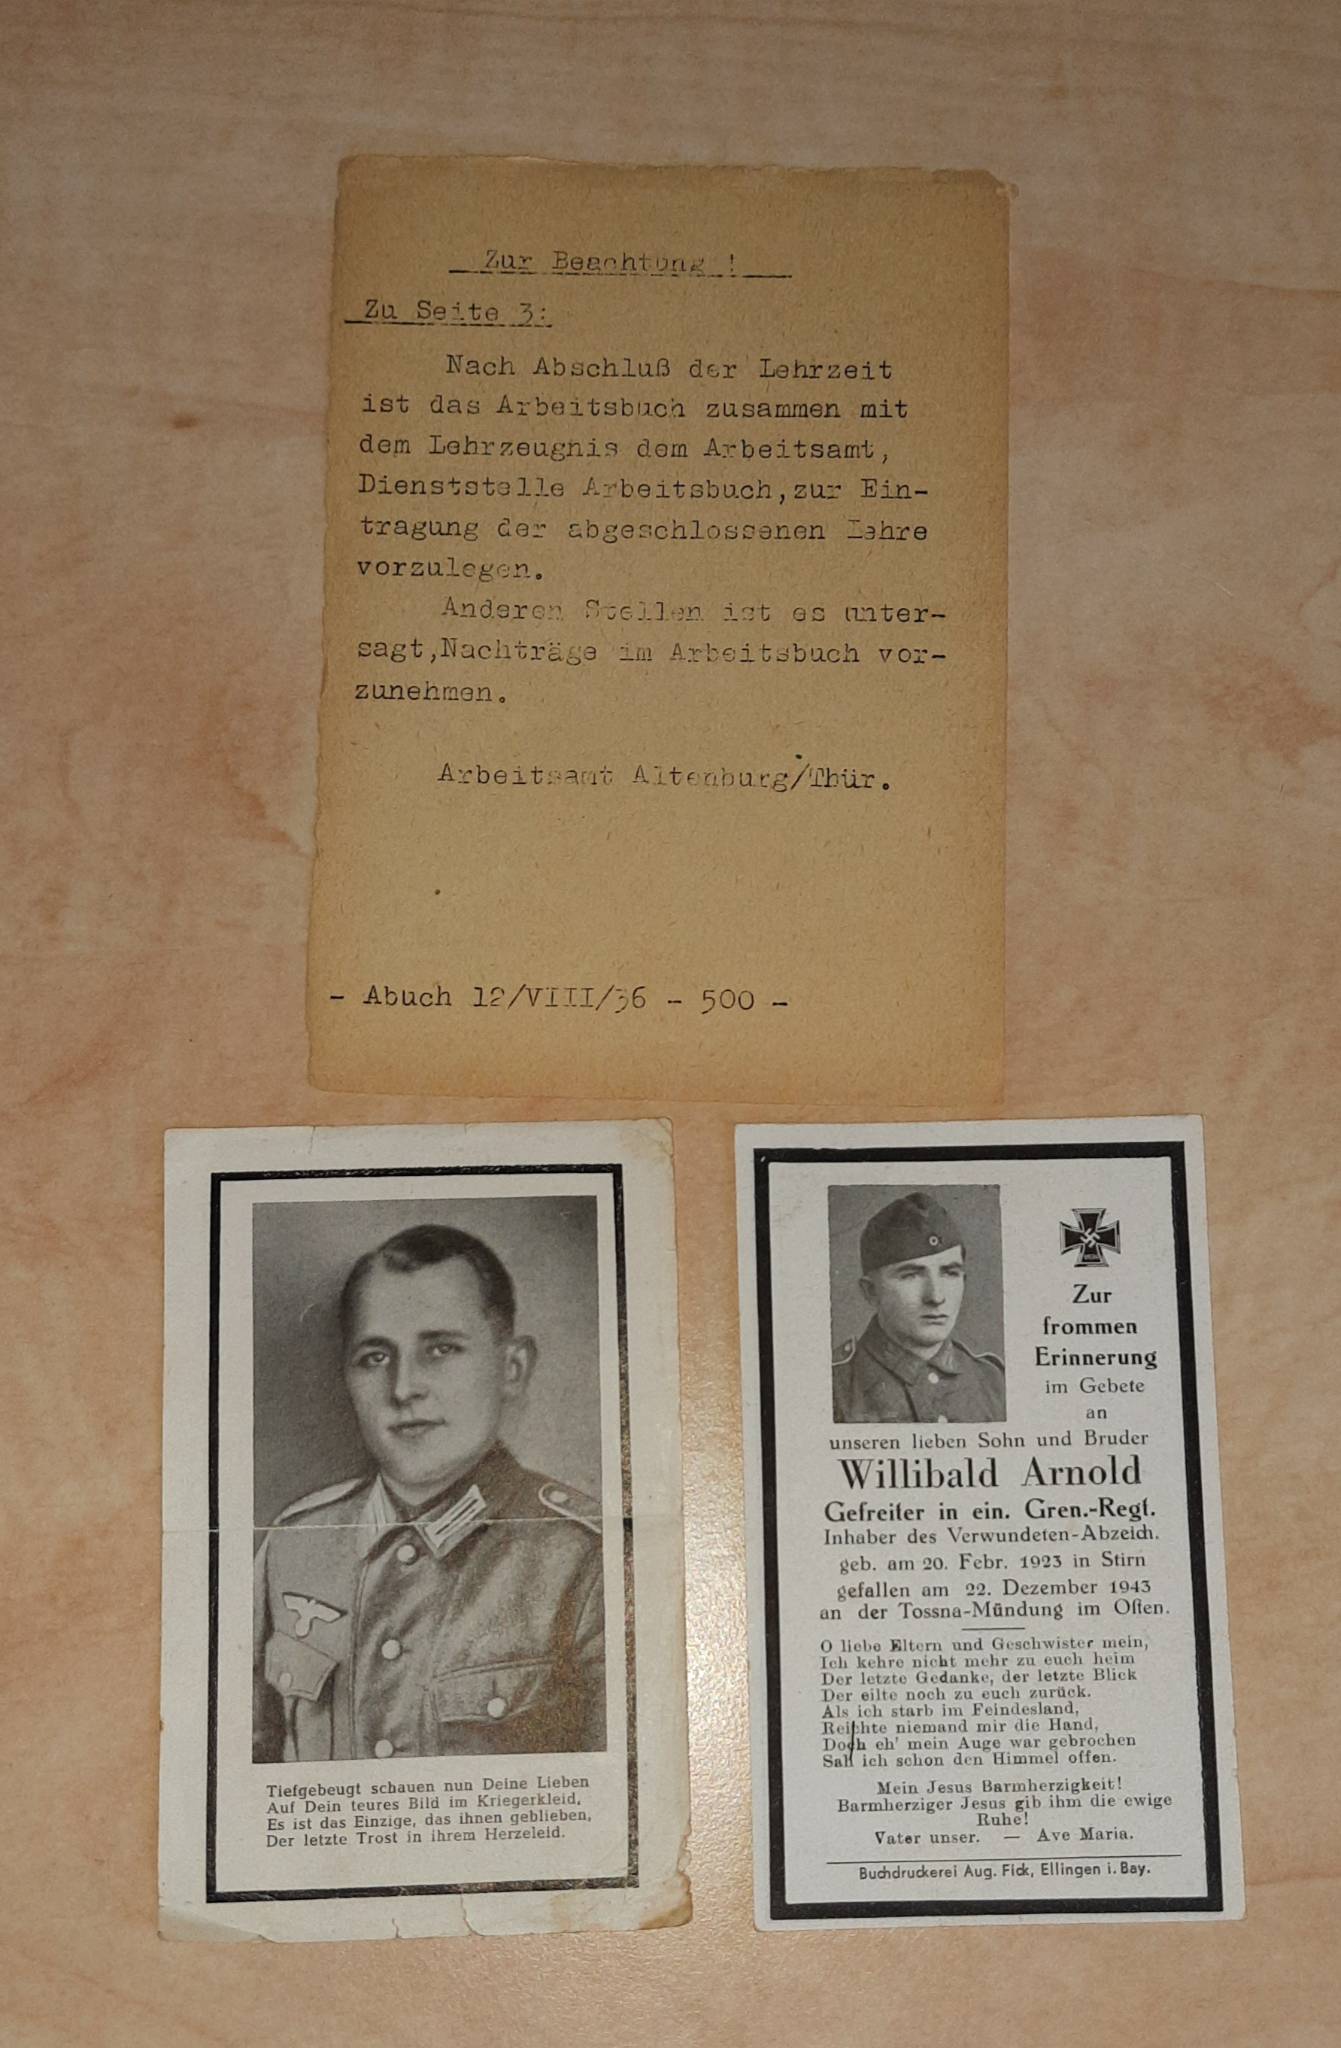 Zur Beachtung !
Zu Seite 3:
Nach Abschluß der Lehrzeit
ist das Arbeitsbuch zusammen mit
dem Lehrzeugnis dem Arbeitsamt,
Dienststelle Arbeitsbuch, zur Ein-
tragung der abgeschlossenen Lehre
vorzulegen.
Anderen Stellen ist es unter-
sagt, Nachträge im Arbeitsbuch vor-
zunehmen.
Arbeitsamt Altenburg/Thür.
- Abuch 12/VIII/36 - 500 -
Tiefgebeugt schauen nun Deine Lieben
Auf Dein teures Bild im Kriegerkleid,
Es ist das Einzige, das ihnen geblieben,
Der letzte Trost in ihrem Herzeleid.
Zur
frommen
Erinnerung
im Gebete
an
unseren lieben Sohn und Bruder
Willibald Arnold
Gefreiter in ein. Gren.-Regt.
Inhaber des Verwundeten-Abzeich.
geb. am 20. Febr. 1923 in Stirn
gefallen am 22. Dezember 1943
an der Tossna-Mündung im Osten.
O liebe Eltern und Geschwister mein,
Ich kehre nicht mehr zu euch heim
Der letzte Gedanke, der letzte Blick
Der eilte noch zu euch zurück.
Als ich starb im Feindesland,
Reichte niemand mir die Hand,
Doch eh' mein Auge war gebrochen
Sah ich schon den Himmel offen.
Mein Jesus Barmherzigkeit!
Barmherziger Jesus gib ihm die ewige
Ruhe!
Vater unser. — Ave Maria.
Buchdruckerei Aug. Fick, Ellingen i. Bay.